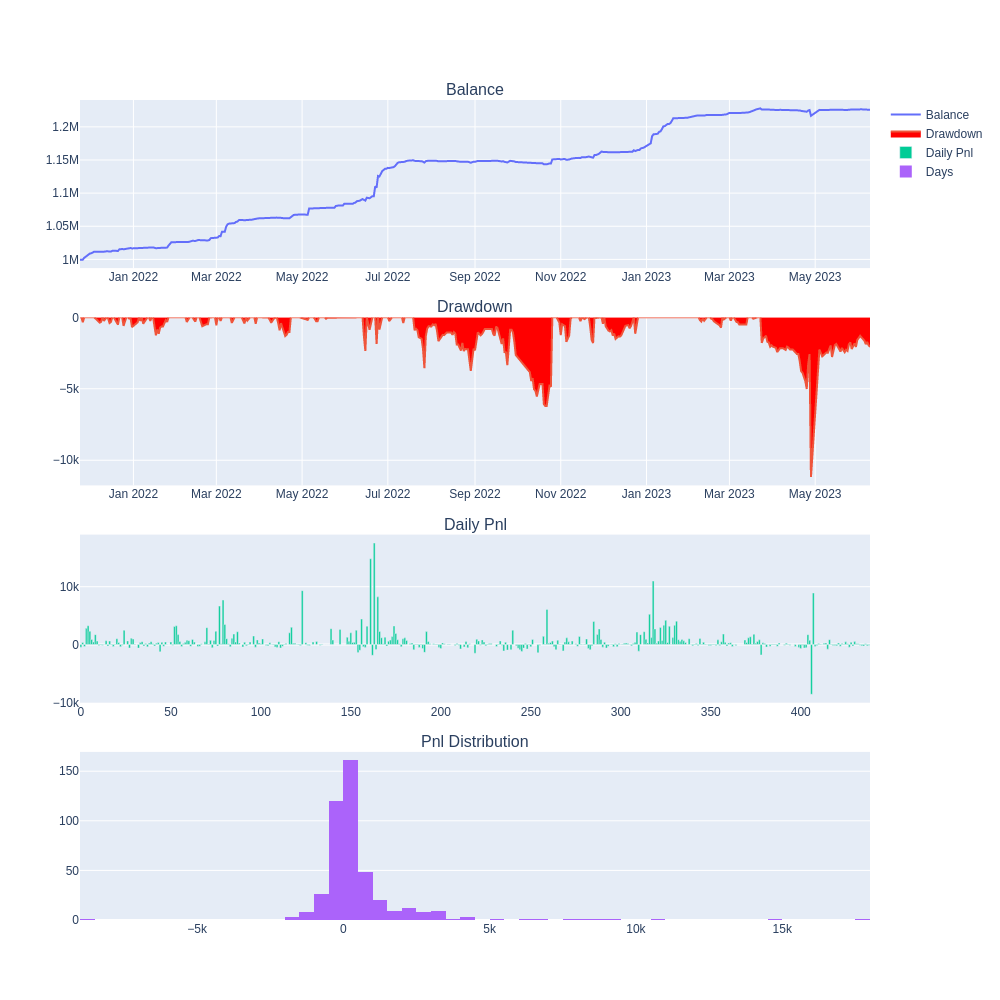 Balance
1.2M
1.15M
1.1M
1.05M
1M
Jan 2022 Mar 2022 May 2022 Jul 2022 Sep 2022 Nov 2022 Jan 2023 Mar 2023 May 2023
Balance
Drawdown
Daily Pnl
Days
Drawdown
0
−5k
−10k
Jan 2022 Mar 2022 May 2022 Jul 2022 Sep 2022 Nov 2022 Jan 2023 Mar 2023 May 2023
Daily Pnl
10k
0
−10k
0 50 100 150 200 250 300 350 400
Pnl Distribution
150
100
50
0
−5k 0 5k 10k 15k